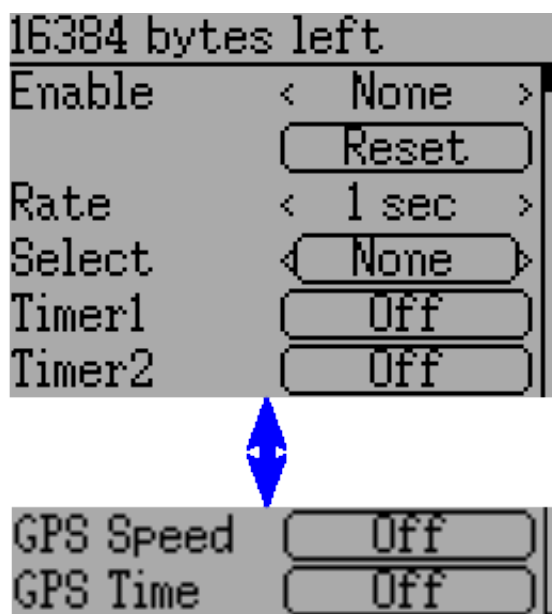 16384 bytes left
Enable < None >
Reset
Rate < 1 sec >
Select None
Timer1 Off
Timer2 Off
GPS Speed Off
GPS Time Off